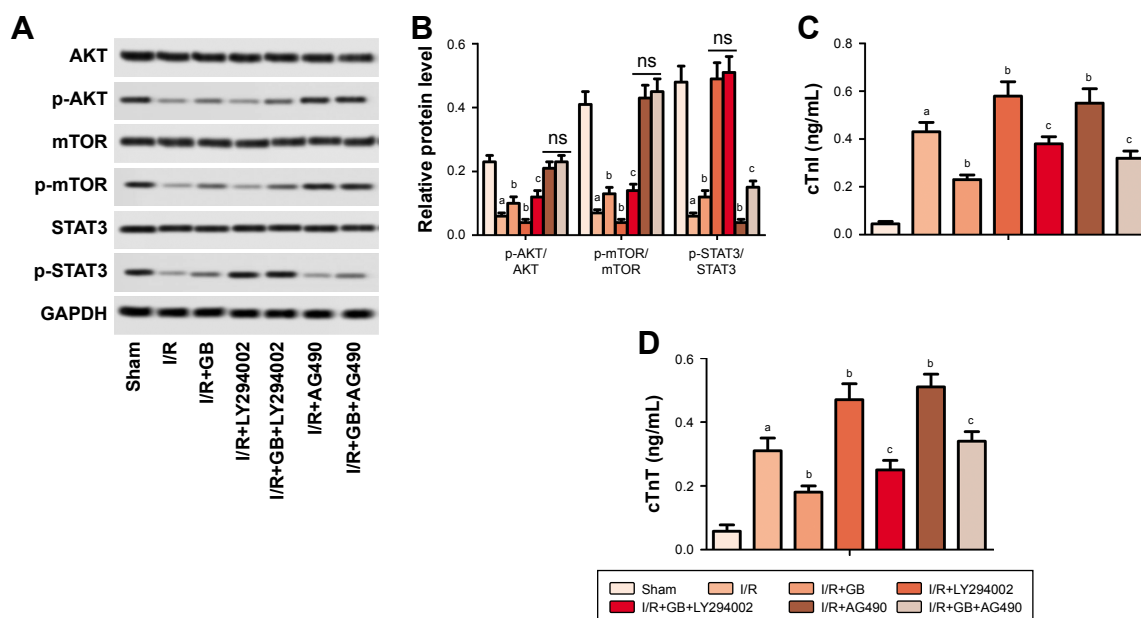 A
AKT
p-AKT
mTOR
p-mTOR
STAT3
p-STAT3
GAPDH
Sham
I/R
I/R+GB
I/R+LY294002
I/R+GB+LY294002
I/R+AG490
I/R+GB+AG490
B
Relative protein level
0.6
0.4
0.2
0.0
a
b
b
c
ns
a
b
b
c
ns
a
b
ns
b
c
p-AKT/
AKT
p-mTOR/
mTOR
p-STAT3/
STAT3
C
cTnI (ng/mL)
0.8
0.6
0.4
0.2
0.0
a
b
b
c
b
c
D
cTnT (ng/mL)
0.6
0.4
0.2
0.0
a
b
b
c
b
c
Sham I/R I/R+GB I/R+LY294002
I/R+GB+LY294002 I/R+AG490 I/R+GB+AG490